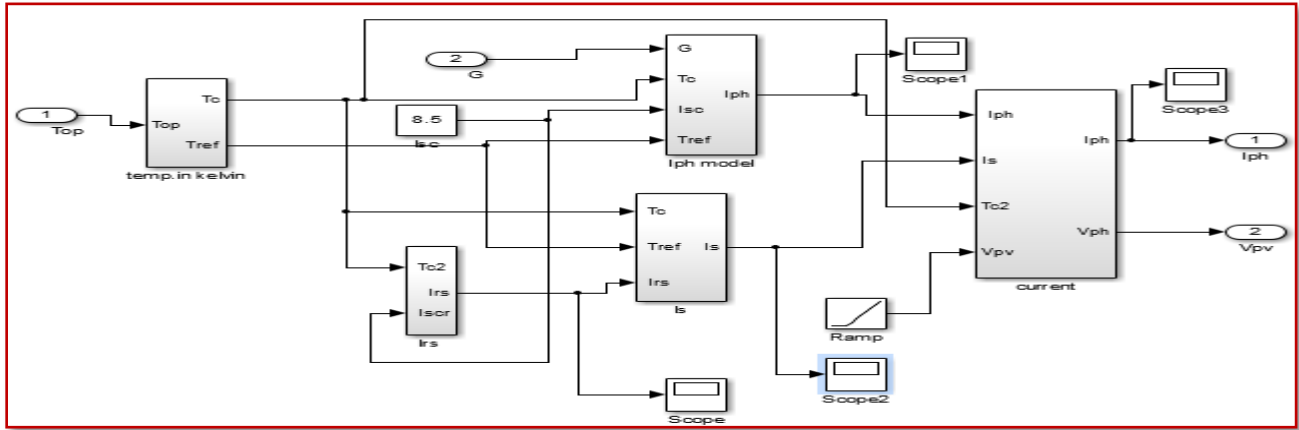 1
Top
Top
Tc
Tref
temp.in kelvin
2
G
8.5
Isc
G
Tc
Isc
Tref
Iph
Iph model
Scope1
Tc2
Iscr
Irs
Irs
Tc
Tref
Irs
Is
Is
Scope
Ramp
Scope2
Iph
Is
Tc2
Vpv
Iph
Vph
current
Scope3
1
Iph
2
Vpv